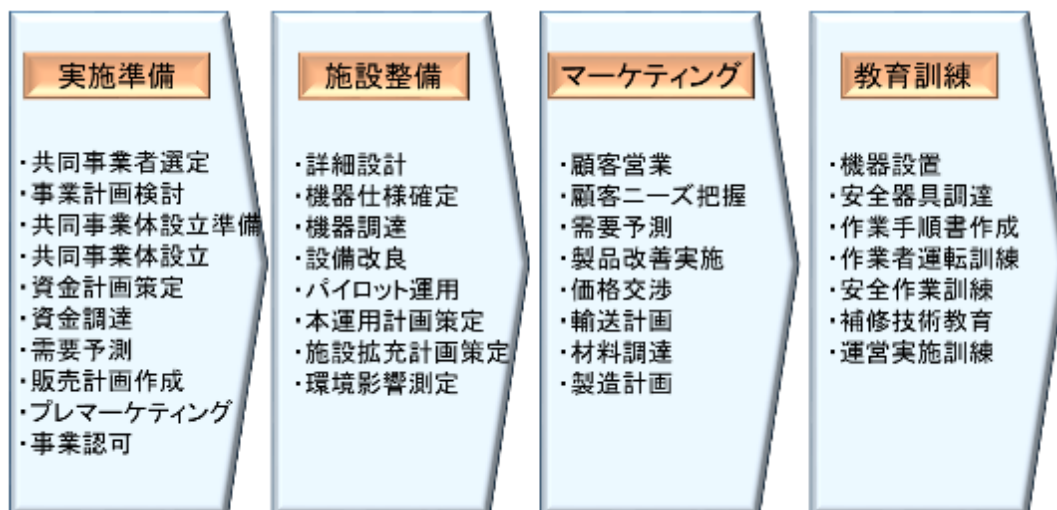 実施準備
・共同事業者選定
・事業計画検討
・共同事業体設立準備
・共同事業体設立
・資金計画策定
・資金調達
・需要予測
・販売計画作成
・プレマーケティング
・事業認可
施設整備
・詳細設計
・機器仕様確定
・機器調達
・設備改良
・パイロット運用
・本運用計画策定
・施設拡充計画策定
・環境影響測定
マーケティング
・顧客営業
・顧客ニーズ把握
・需要予測
・製品改善実施
・価格交渉
・輸送計画
・材料調達
・製造計画
教育訓練
・機器設置
・安全器具調達
・作業手順書作成
・作業者運転訓練
・安全作業訓練
・補修技術教育
・運営実施訓練